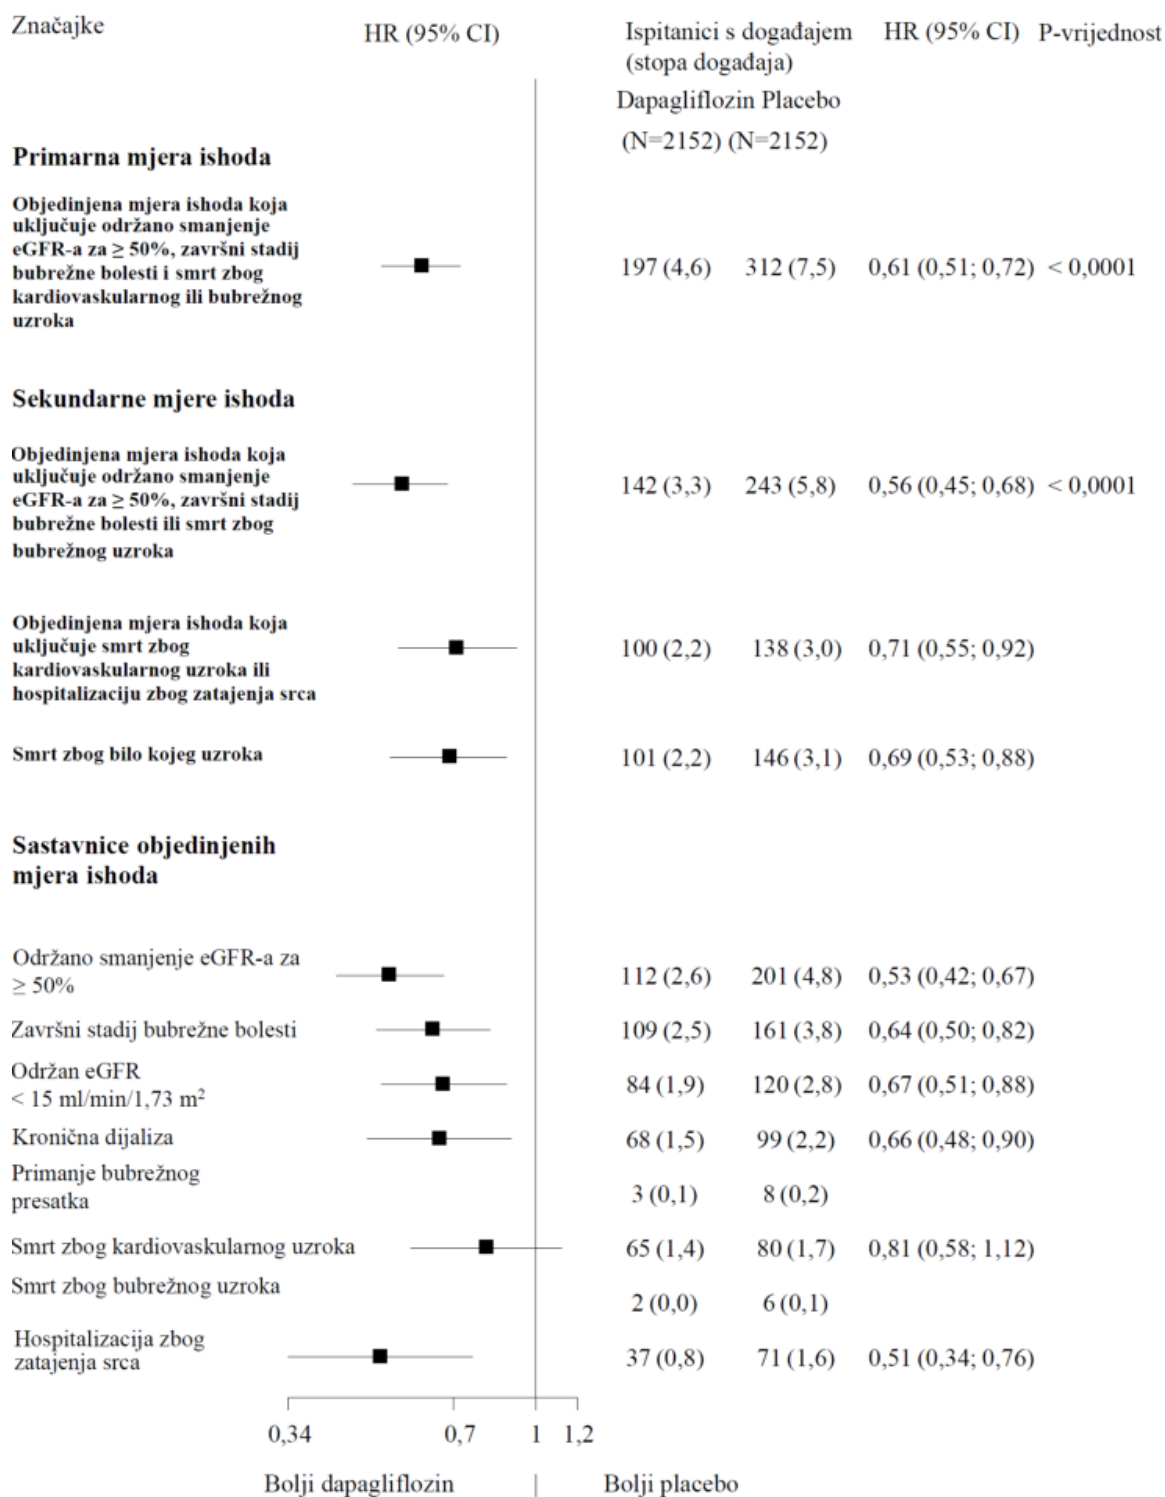 Značajke
HR (95% CI)
Ispitanici s događajem
(stopa događaja)
HR (95% CI)
P-vrijednost
Dapagliflozin Placebo
(N=2152) (N=2152)
Primarna mjera ishoda
Objedinjena mjera ishoda koja
uključuje održano smanjenje
eGFR-a za ≥ 50%, završni stadij
bubrežne bolesti i smrt zbog
kardiovaskularnog ili bubrežnog
uzroka
197 (4,6) 312 (7,5) 0,61 (0,51; 0,72) < 0,0001
Sekundarne mjere ishoda
Objedinjena mjera ishoda koja
uključuje održano smanjenje
eGFR-a za ≥ 50%, završni stadij
bubrežne bolesti ili smrt zbog
bubrežnog uzroka
142 (3,3) 243 (5,8) 0,56 (0,45; 0,68) < 0,0001
Objedinjena mjera ishoda koja
uključuje smrt zbog
kardiovaskularnog uzroka ili
hospitalizaciju zbog zatajenja srca
100 (2,2) 138 (3,0) 0,71 (0,55; 0,92)
Smrt zbog bilo kojeg uzroka
101 (2,2) 146 (3,1) 0,69 (0,53; 0,88)
Sastavnice objedinjenih
mjera ishoda
Održano smanjenje eGFR-a za
≥ 50%
112 (2,6) 201 (4,8) 0,53 (0,42; 0,67)
Završni stadij bubrežne bolesti
109 (2,5) 161 (3,8) 0,64 (0,50; 0,82)
Održan eGFR
< 15 ml/min/1,73 m²
84 (1,9) 120 (2,8) 0,67 (0,51; 0,88)
Kronična dijaliza
68 (1,5) 99 (2,2) 0,66 (0,48; 0,90)
Primanje bubrežnog
presatka
3 (0,1) 8 (0,2)
Smrt zbog kardiovaskularnog uzroka
65 (1,4) 80 (1,7) 0,81 (0,58; 1,12)
Smrt zbog bubrežnog uzroka
2 (0,0) 6 (0,1)
Hospitalizacija zbog
zatajenja srca
37 (0,8) 71 (1,6) 0,51 (0,34; 0,76)
0,34 0,7 1 1,2
Bolji dapagliflozin | Bolji placebo